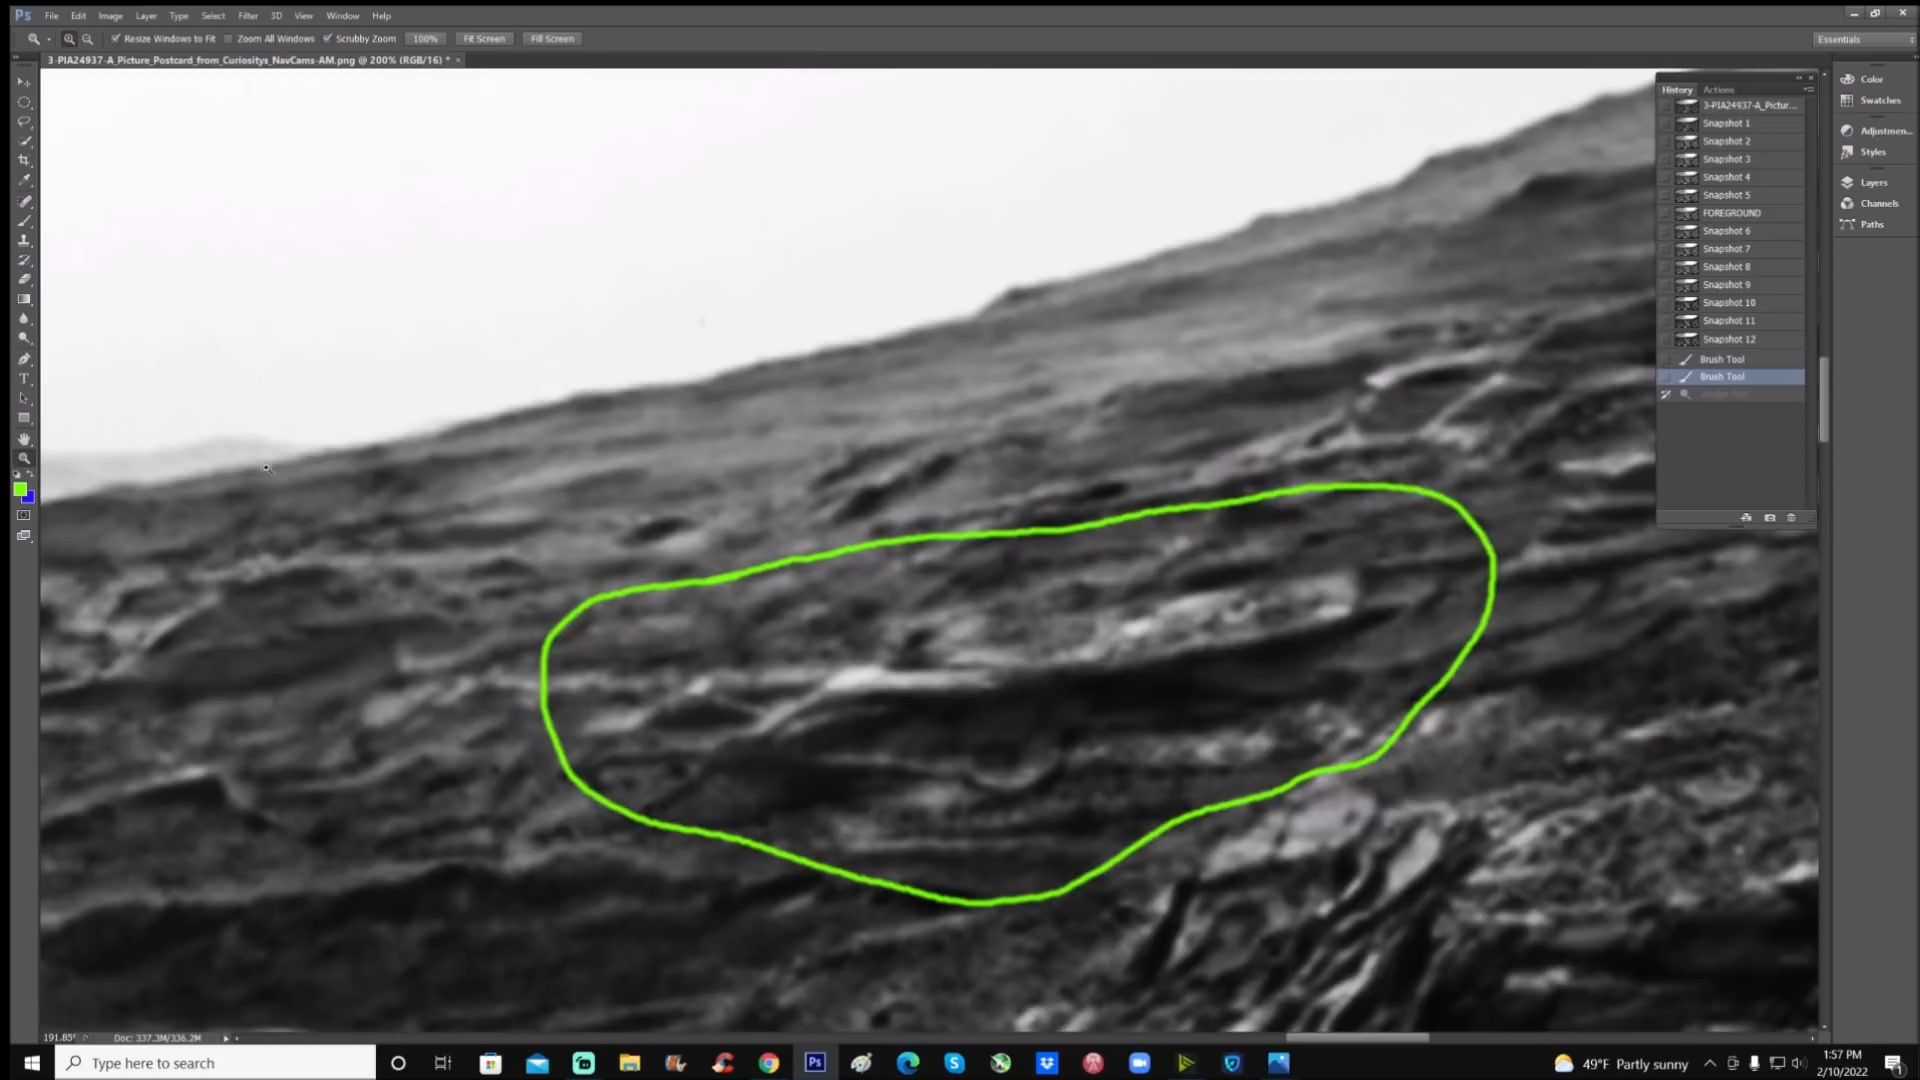 Ps File Edit Image Layer Type Select Filter 3D View Window Help
Resize Windows to Fit Zoom All Windows Scrubby Zoom 100% Fit Screen Fill Screen Essentials
3-PIA24937-A_Picture_Postcard_from_Curiositys_NavCams-AM.png @ 200% (RGB/16) *
History Actions
3-PIA24937-A_Pictur...
Snapshot 1
Snapshot 2
Snapshot 3
Snapshot 4
Snapshot 5
FOREGROUND
Snapshot 6
Snapshot 7
Snapshot 8
Snapshot 9
Snapshot 10
Snapshot 11
Snapshot 12
Brush Tool
Brush Tool
Color
Swatches
Adjustmen...
Styles
Layers
Channels
Paths
191.85% Doc: 337.3M/336.2M
Type here to search
Ps
49°F Partly sunny
1:57 PM
2/10/2022